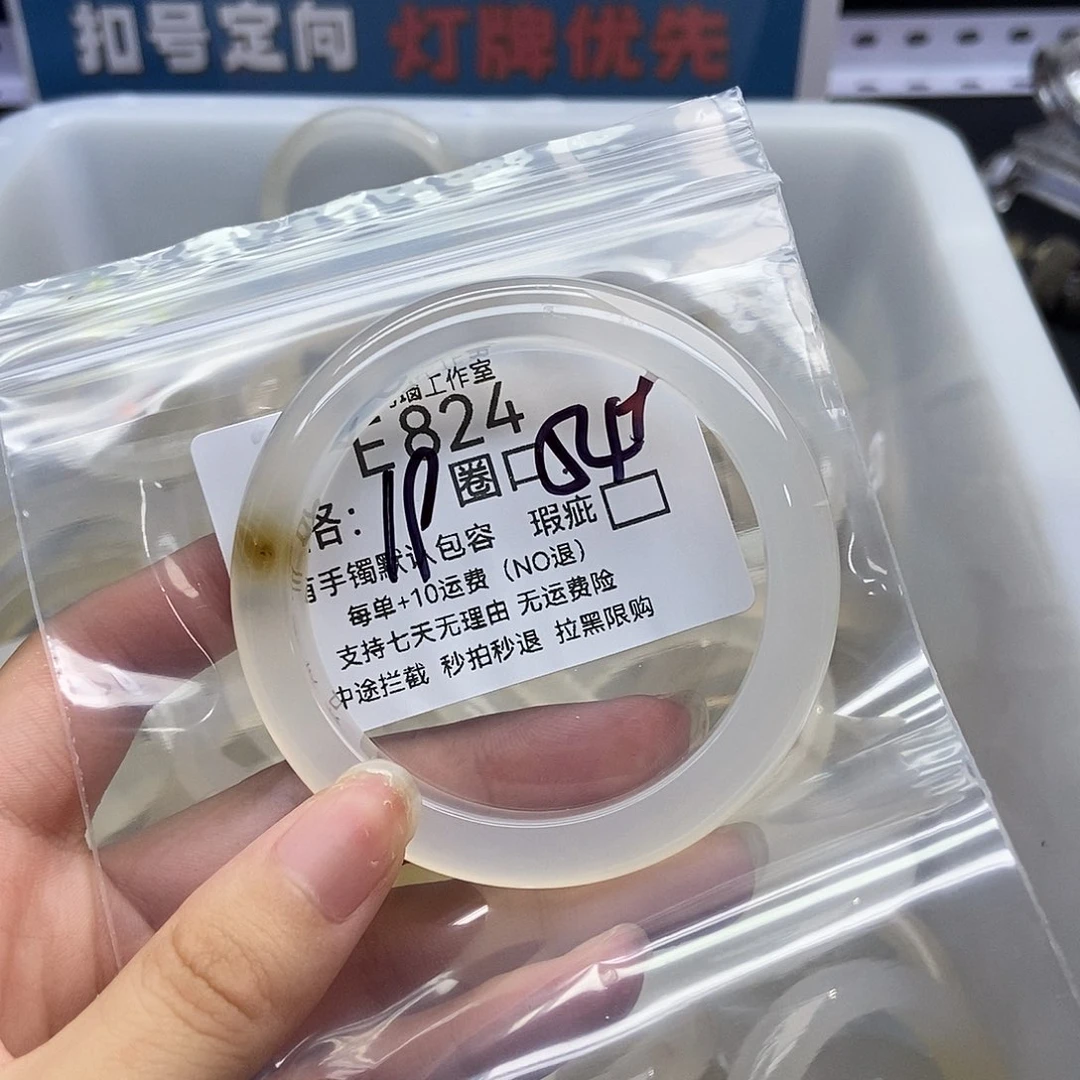 扣号定向 灯牌优先
工作室
E824
格: 圈口
有手镯默认包容 瑕疵
每单+10运费 (NO退)
支持七天无理由 无运费险
中途拦截 秒拍秒退 拉黑限购